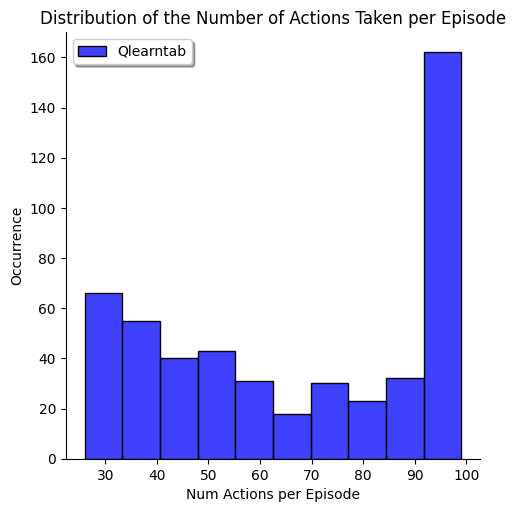 Distribution of the Number of Actions Taken per Episode
Qlearntab
160
140
120
100
80
60
40
20
0
Occurrence
30 40 50 60 70 80 90 100
Num Actions per Episode